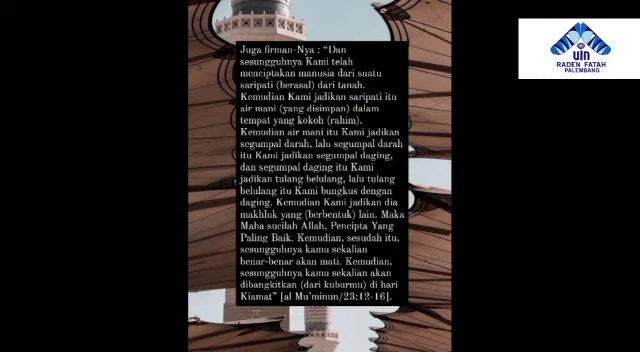 Juga firman-Nya : “Dan
sesungguhnya Kami telah
menciptakan manusia dari suatu
saripati (berasal) dari tanah.
Kemudian Kami jadikan saripati itu
air mani (yang disimpan) dalam
tempat yang kokoh (rahim).
Kemudian air mani itu Kami jadikan
segumpal darah, lalu segumpal darah
itu Kami jadikan segumpal daging,
dan segumpal daging itu Kami
jadikan tulang belulang, lalu tulang
belulang itu Kami bungkus dengan
daging. Kemudian Kami jadikan dia
makhluk yang (berbentuk) lain. Maka
Maha sucilah Allah, Pencipta Yang
Paling Baik. Kemudian, sesudah itu,
sesungguhnya kamu sekalian
benar-benar akan mati. Kemudian,
sesungguhnya kamu sekalian akan
dibangkitkan (dari kuburmu) di hari
Kiamat” [al Mu’minun/23:12-16].
uin
RADEN FATAH
PALEMBANG